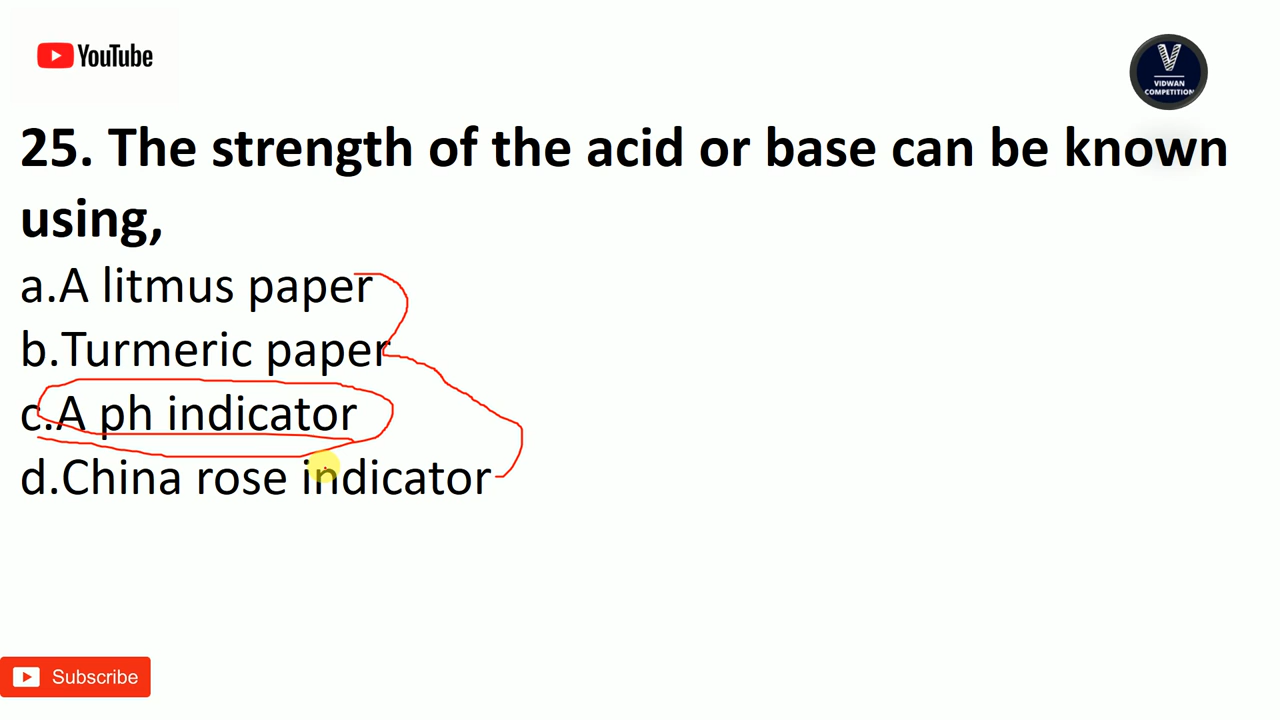 YouTube
V
VIDWAN
COMPETITION
25. The strength of the acid or base can be known
using,
a.A litmus paper
b.Turmeric paper
c.A ph indicator
d.China rose indicator
Subscribe